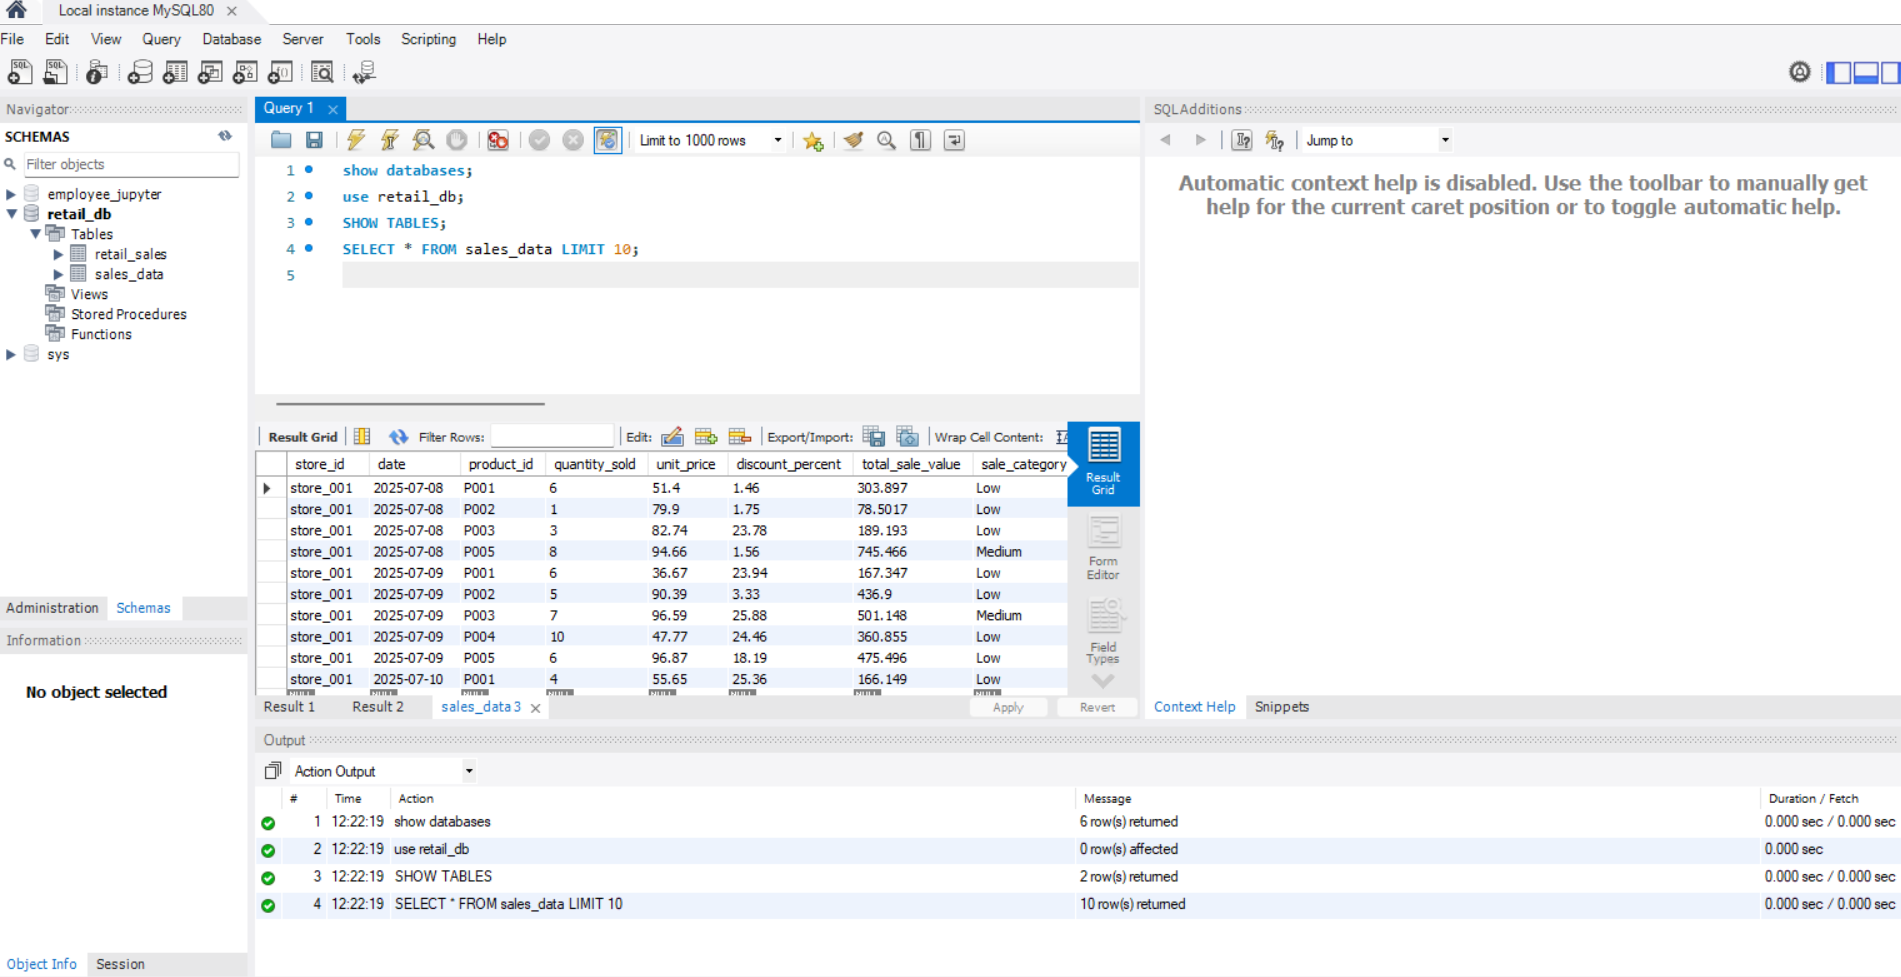 Local instance MySQL80
File Edit View Query Database Server Tools Scripting Help
Navigator
SCHEMAS
Filter objects
employee_jupyter
retail_db
Tables
retail_sales
sales_data
Views
Stored Procedures
Functions
sys
Administration Schemas
Information
No object selected
Object Info Session
Query 1
Limit to 1000 rows
1 show databases;
2 use retail_db;
3 SHOW TABLES;
4 SELECT * FROM sales_data LIMIT 10;
5
Result Grid Filter Rows: Edit: Export/Import: Wrap Cell Content:
store_id date product_id quantity_sold unit_price discount_percent total_sale_value sale_category
store_001 2025-07-08 P001 6 51.4 1.46 303.897 Low
store_001 2025-07-08 P002 1 79.9 1.75 78.5017 Low
store_001 2025-07-08 P003 3 82.74 23.78 189.193 Low
store_001 2025-07-08 P005 8 94.66 1.56 745.466 Medium
store_001 2025-07-09 P001 6 36.67 23.94 167.347 Low
store_001 2025-07-09 P002 5 90.39 3.33 436.9 Low
store_001 2025-07-09 P003 7 96.59 25.88 501.148 Medium
store_001 2025-07-09 P004 10 47.77 24.46 360.855 Low
store_001 2025-07-09 P005 6 96.87 18.19 475.496 Low
store_001 2025-07-10 P001 4 55.65 25.36 166.149 Low
NULL NULL NULL NULL NULL NULL NULL NULL
Result
Grid
Form
Editor
Field
Types
Result 1 Result 2 sales_data 3 Apply Revert
SQLAdditions
Jump to
Automatic context help is disabled. Use the toolbar to manually get
help for the current caret position or to toggle automatic help.
Context Help Snippets
Output
Action Output
# Time Action Message Duration / Fetch
1 12:22:19 show databases 6 row(s) returned 0.000 sec / 0.000 sec
2 12:22:19 use retail_db 0 row(s) affected 0.000 sec
3 12:22:19 SHOW TABLES 2 row(s) returned 0.000 sec / 0.000 sec
4 12:22:19 SELECT * FROM sales_data LIMIT 10 10 row(s) returned 0.000 sec / 0.000 sec